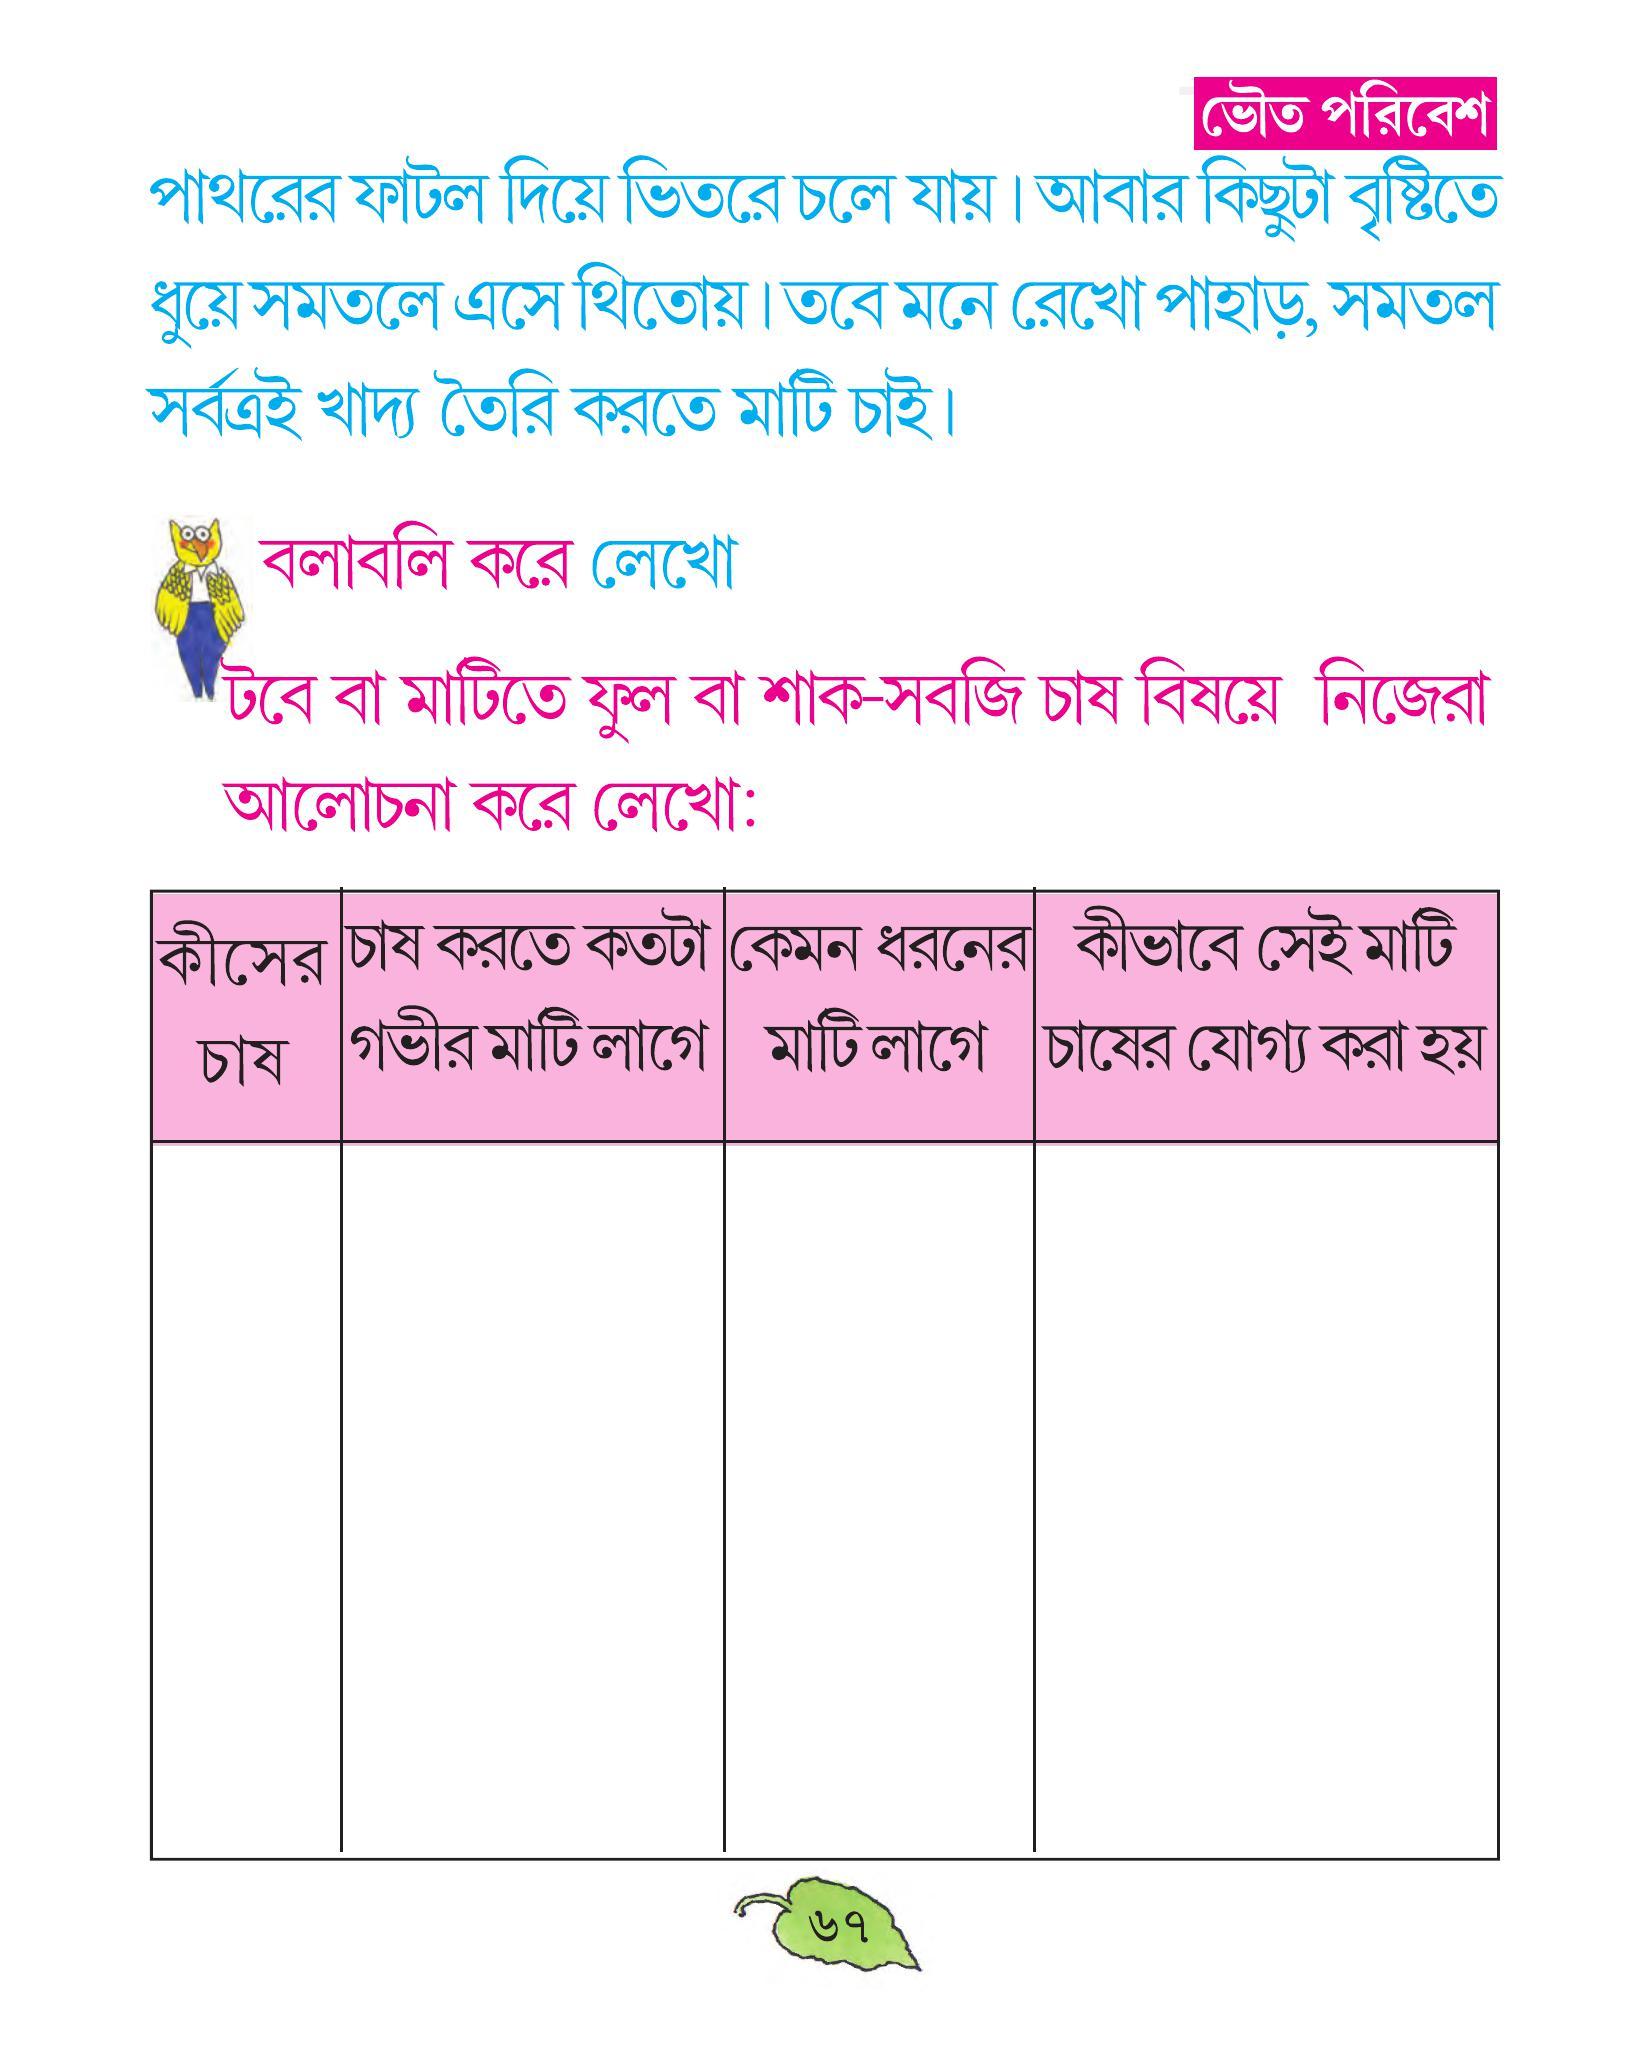 ভৌত পরিবেশ
পাথরের ফাটল দিয়ে ভিতরে চলে যায়। আবার কিছুটা বৃষ্টিতে
ধুয়ে সমতলে এসে থিতোয়। তবে মনে রেখো পাহাড়, সমতল
সর্বত্রই খাদ্য তৈরি করতে মাটি চাই।
বলাবলি করে লেখো
টবে বা মাটিতে ফুল বা শাক-সবজি চাষ বিষয়ে নিজেরা
আলোচনা করে লেখো:
কীসের
চাষ
চাষ করতে কতটা
গভীর মাটি লাগে
কেমন ধরনের
মাটি লাগে
কীভাবে সেই মাটি
চাষের যোগ্য করা হয়
৬৭